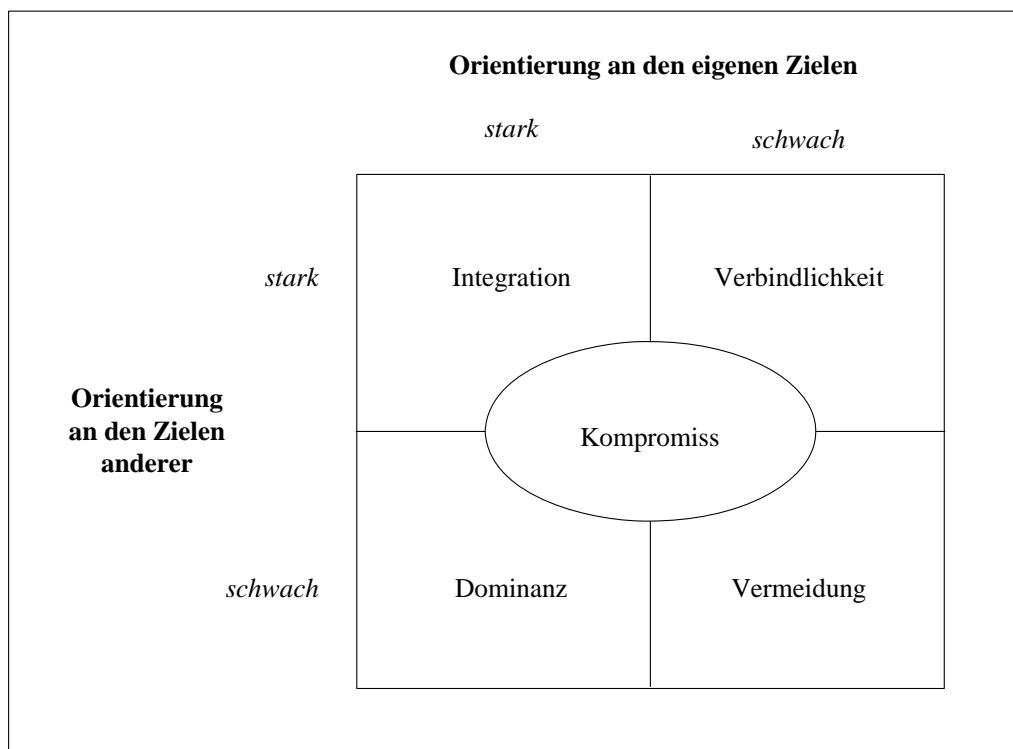 Orientierung an den eigenen Zielen
stark
schwach
stark
Integration
Verbindlichkeit
Orientierung
an den Zielen
anderer
Kompromiss
schwach
Dominanz
Vermeidung